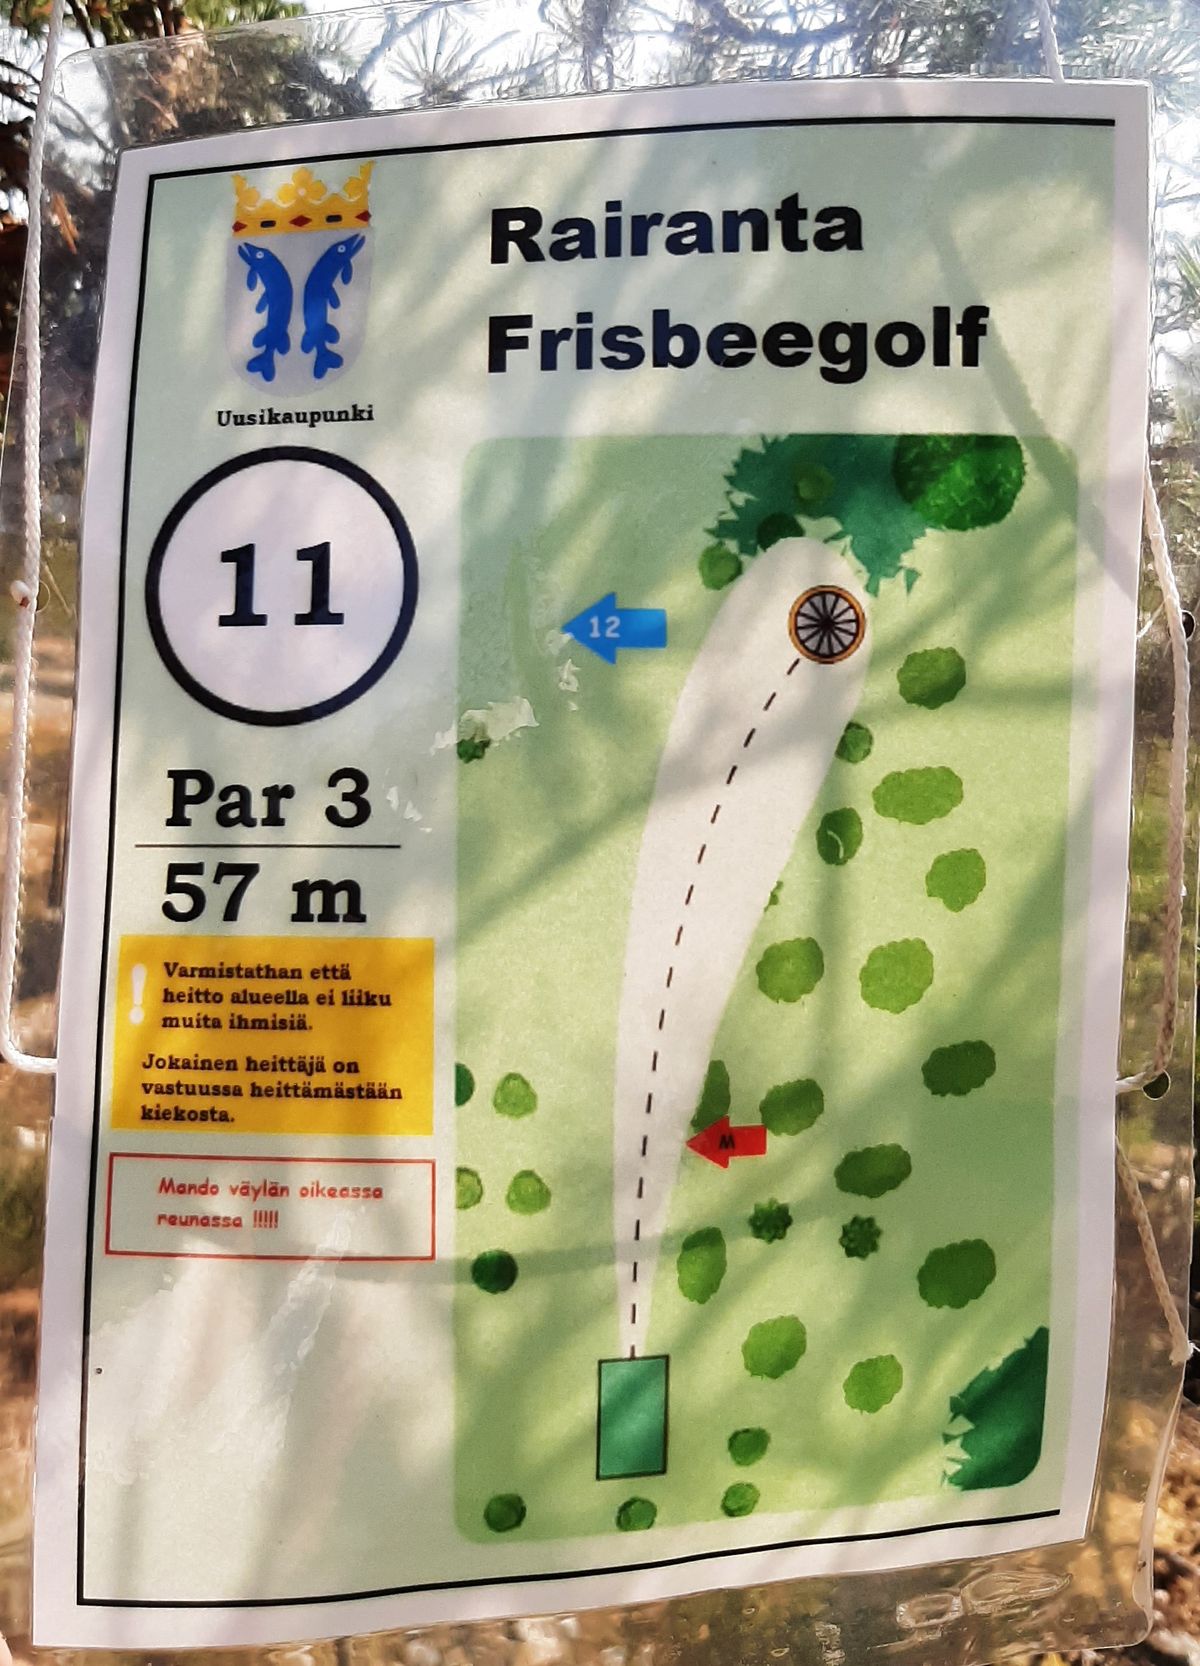 Rairanta
Frisbeegolf
Uusikaupunki
11
Par 3
57 m
! Varmistathan että
heitto alueella ei liiku
muita ihmisiä.
Jokainen heittäjä on
vastuussa heittämästään
kiekosta.
Mando väylän oikeassa
reunassa !!!!!
12
M